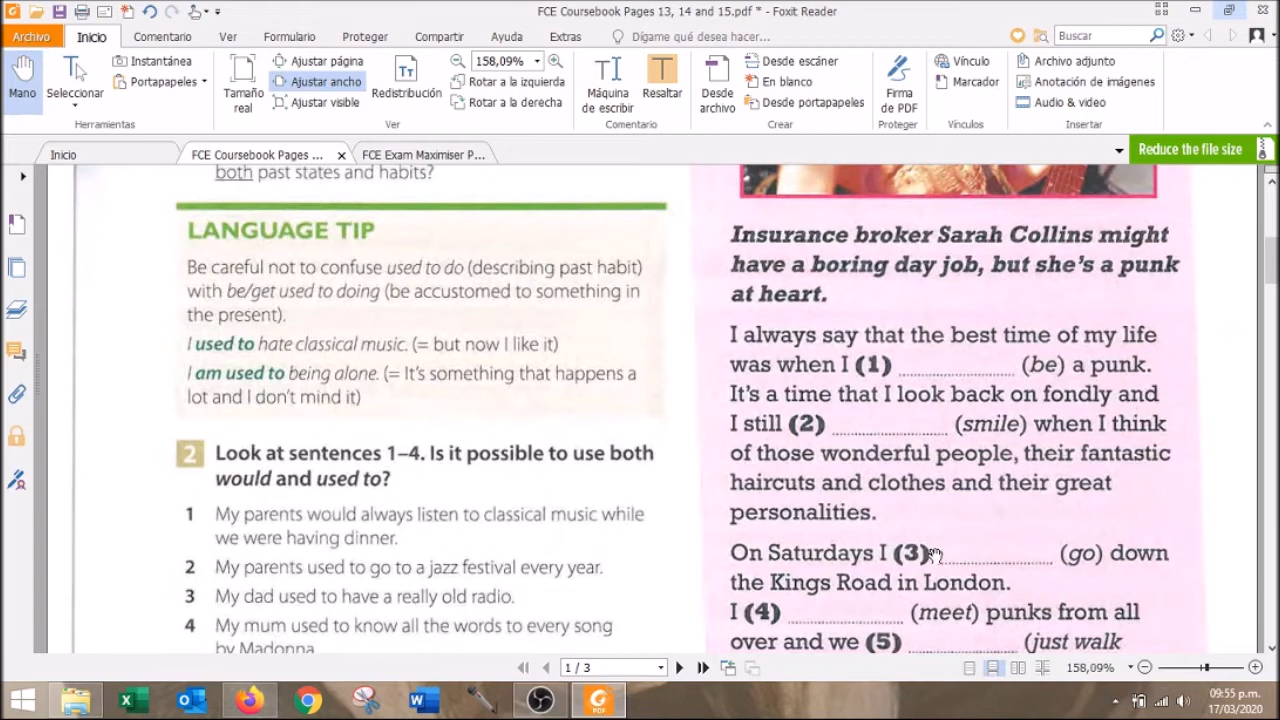 FCE Coursebook Pages 13, 14 and 15.pdf * - Foxit Reader
Archivo Inicio Comentario Ver Formulario Proteger Compartir Ayuda Extras Dígame qué desea hacer... Buscar
Mano
Seleccionar
Instantánea
Portapapeles
Herramientas
Tamaño real
Ajustar página
Ajustar ancho
Ajustar visible
Redistribución
158,09%
Rotar a la izquierda
Rotar a la derecha
Ver
Máquina de escribir
Resaltar
Comentario
Desde archivo
Desde escáner
En blanco
Desde portapapeles
Crear
Firma de PDF
Proteger
Vínculo
Marcador
Vínculos
Archivo adjunto
Anotación de imágenes
Audio & video
Insertar
Inicio FCE Coursebook Pages ... FCE Exam Maximiser P... Reduce the file size
both past states and habits?
LANGUAGE TIP
Be careful not to confuse used to do (describing past habit)
with be/get used to doing (be accustomed to something in
the present).
I used to hate classical music. (= but now I like it)
I am used to being alone. (= It's something that happens a
lot and I don't mind it)
2 Look at sentences 1–4. Is it possible to use both
would and used to?
1 My parents would always listen to classical music while
we were having dinner.
2 My parents used to go to a jazz festival every year.
3 My dad used to have a really old radio.
4 My mum used to know all the words to every song
by Madonna.
Insurance broker Sarah Collins might
have a boring day job, but she's a punk
at heart.
I always say that the best time of my life
was when I (1) .................... (be) a punk.
It's a time that I look back on fondly and
I still (2) .................... (smile) when I think
of those wonderful people, their fantastic
haircuts and clothes and their great
personalities.
On Saturdays I (3) .................... (go) down
the Kings Road in London.
I (4) .................... (meet) punks from all
over and we (5) .................... (just walk
1 / 3
158,09%
09:55 p.m.
17/03/2020